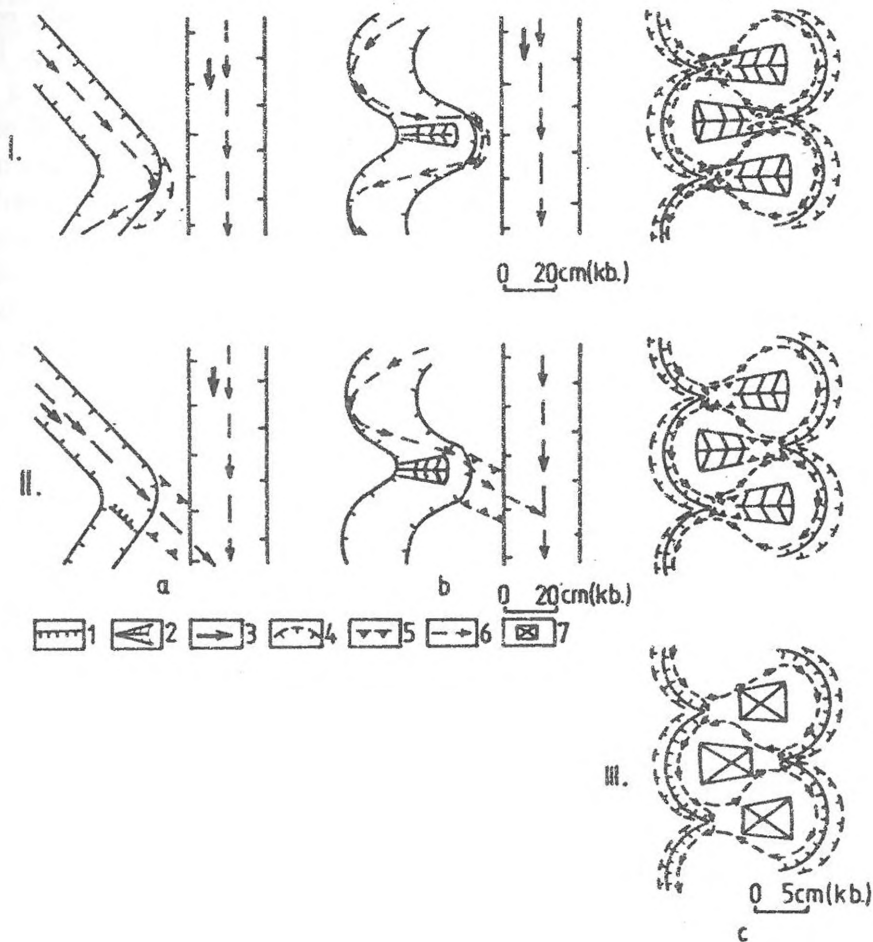 I.
0 20cm(kb.)
II.
a b 0 20cm(kb.)
1 2 3 4 5 6 7
III.
0 5cm(kb.)
c